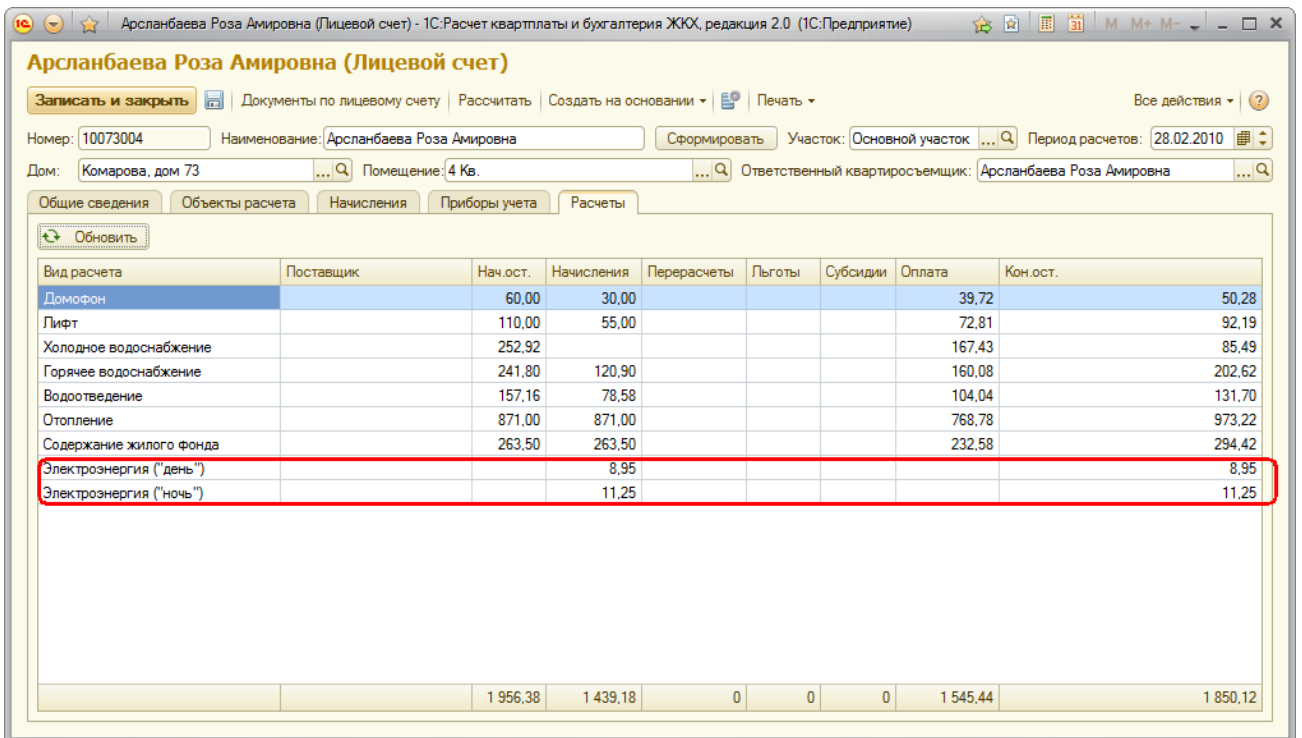 Арсланбаева Роза Амировна (Лицевой счет) - 1С:Расчет квартплаты и бухгалтерия ЖКХ, редакция 2.0 (1С:Предприятие) 31 M M+ M-
Арсланбаева Роза Амировна (Лицевой счет)
Записать и закрыть Документы по лицевому счету Рассчитать Создать на основании Печать Все действия ?
Номер: 10073004 Наименование: Арсланбаева Роза Амировна Сформировать Участок: Основной участок ... Период расчетов: 28.02.2010
Дом: Комарова, дом 73 ... Помещение: 4 Кв. ... Ответственный квартиросъемщик: Арсланбаева Роза Амировна ...
Общие сведения Объекты расчета Начисления Приборы учета Расчеты
Обновить
Вид расчета Поставщик Нач.ост. Начисления Перерасчеты Льготы Субсидии Оплата Кон.ост.
Домофон 60,00 30,00 39,72 50,28
Лифт 110,00 55,00 72,81 92,19
Холодное водоснабжение 252,92 167,43 85,49
Горячее водоснабжение 241,80 120,90 160,08 202,62
Водоотведение 157,16 78,58 104,04 131,70
Отопление 871,00 871,00 768,78 973,22
Содержание жилого фонда 263,50 263,50 232,58 294,42
Электроэнергия ("день") 8,95 8,95
Электроэнергия ("ночь") 11,25 11,25
1 956,38 1 439,18 0 0 0 1 545,44 1 850,12